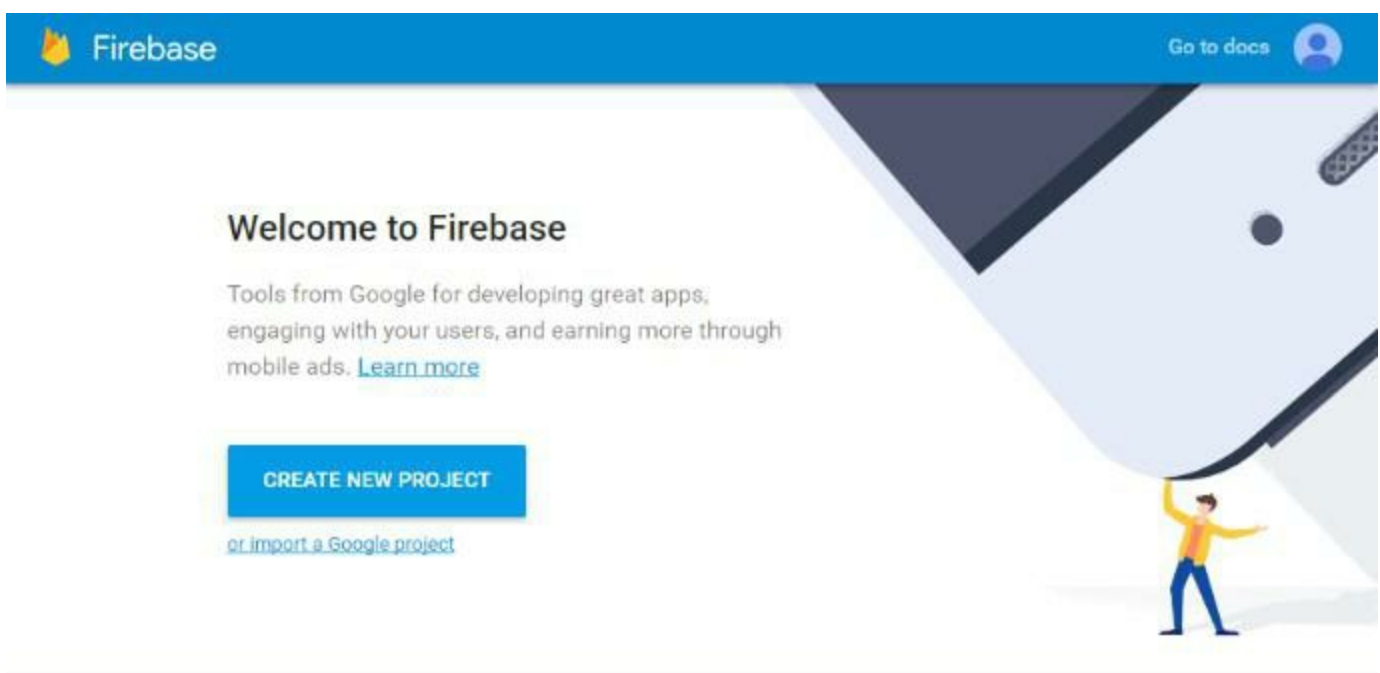 Firebase
Go to docs
Welcome to Firebase
Tools from Google for developing great apps,
engaging with your users, and earning more through
mobile ads. Learn more
CREATE NEW PROJECT
or import a Google project